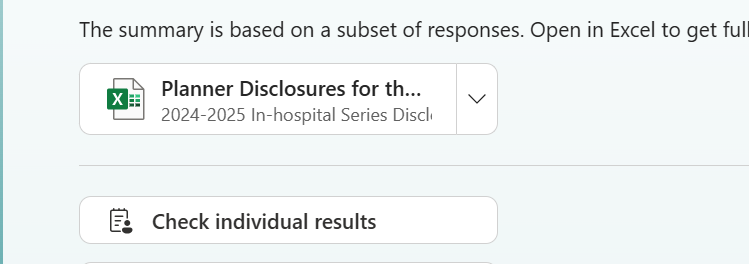 The summary is based on a subset of responses. Open in Excel to get full
Planner Disclosures for th...
2024-2025 In-hospital Series Discl
Check individual results